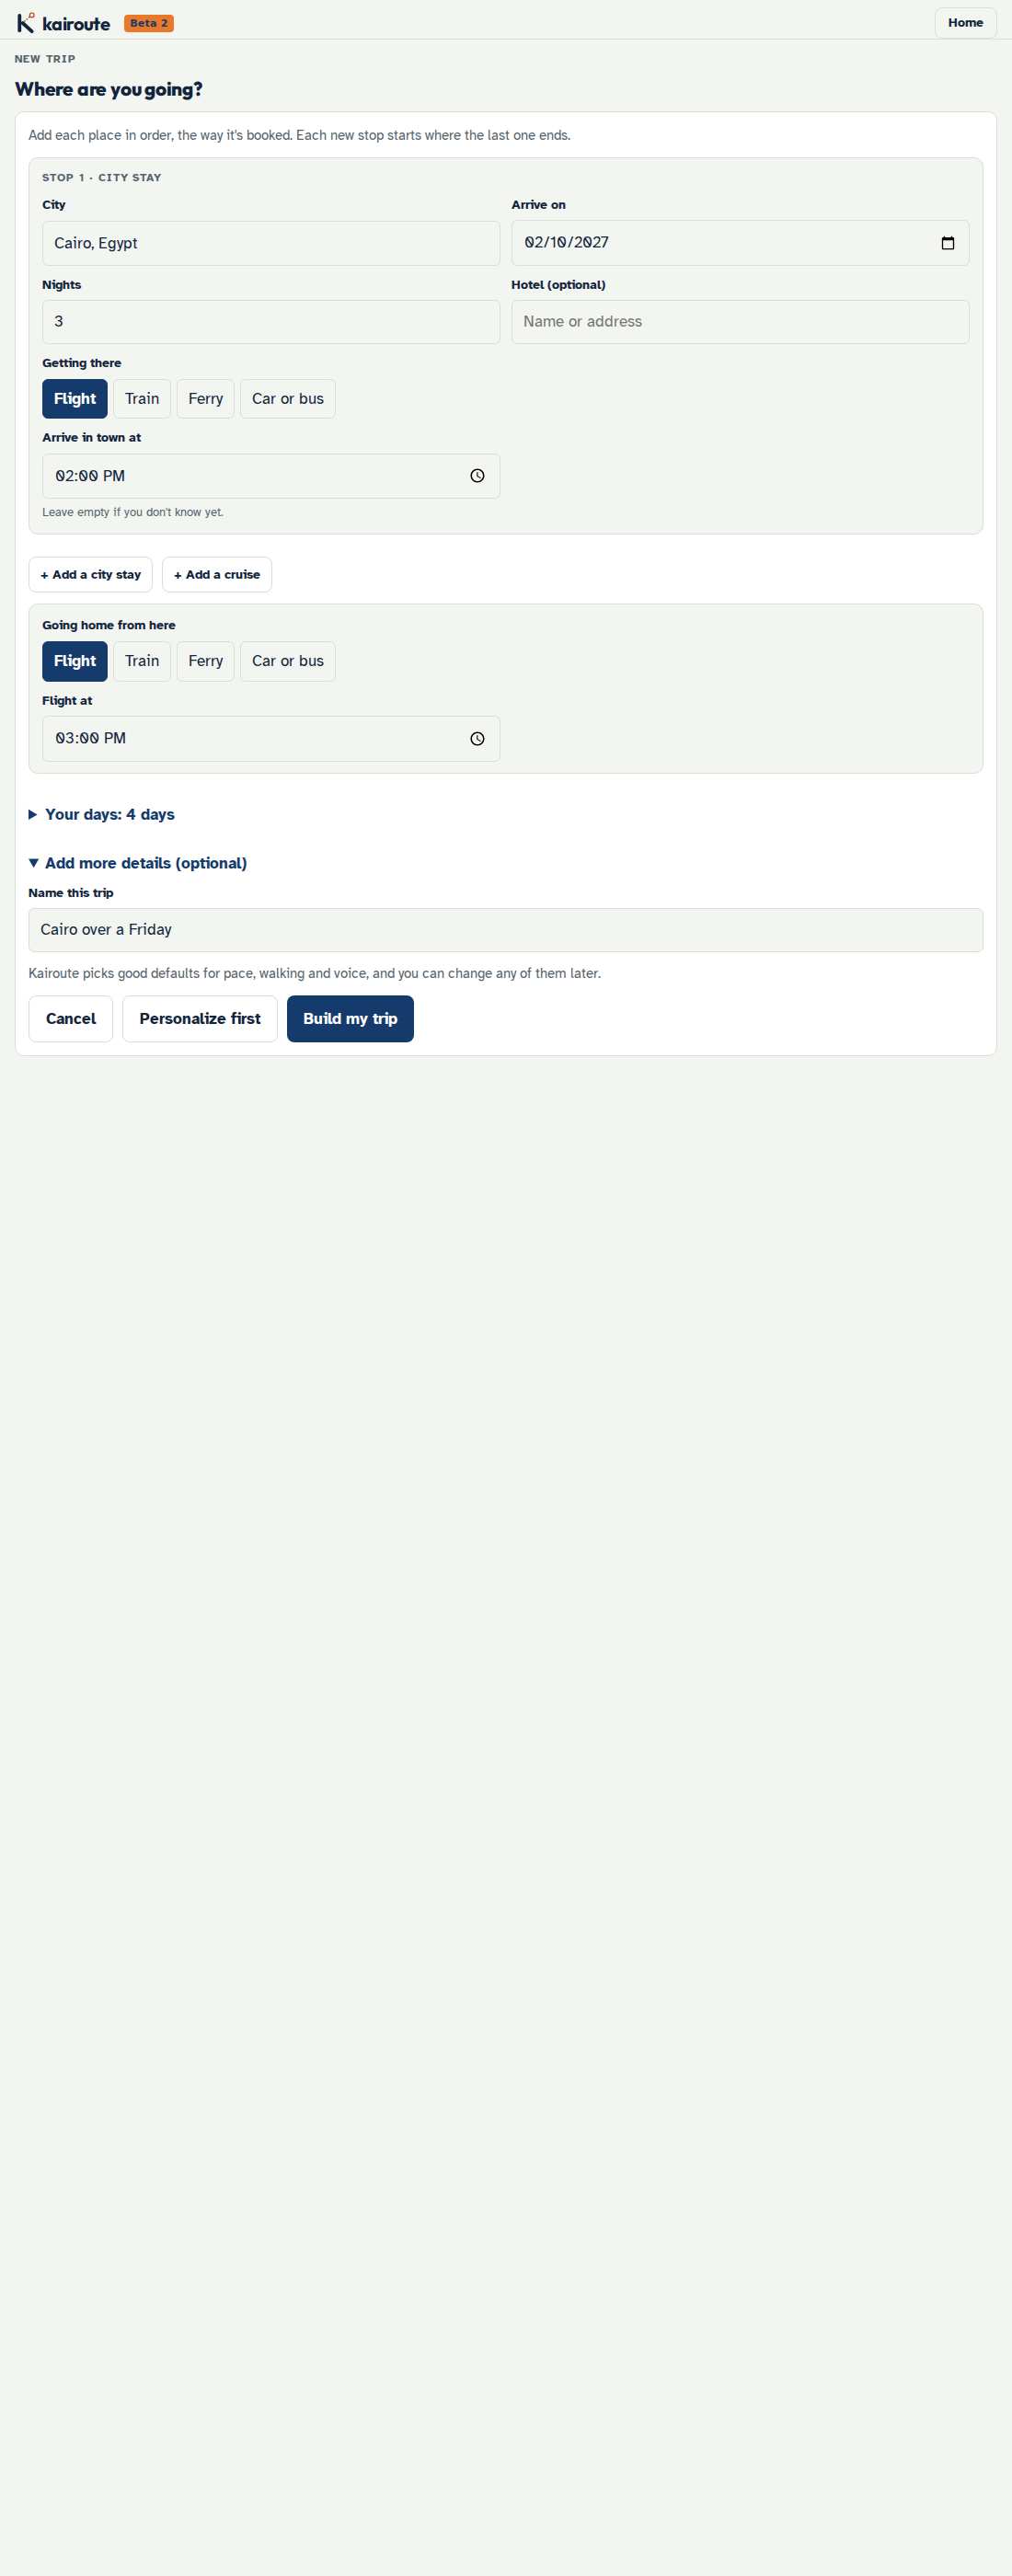 kairoute Beta 2 Home
NEW TRIP
Where are you going?
Add each place in order, the way it's booked. Each new stop starts where the last one ends.
STOP 1 · CITY STAY
City Arrive on
Cairo, Egypt 02/10/2027
Nights Hotel (optional)
3 Name or address
Getting there
Flight Train Ferry Car or bus
Arrive in town at
02:00 PM
Leave empty if you don't know yet.
+ Add a city stay + Add a cruise
Going home from here
Flight Train Ferry Car or bus
Flight at
03:00 PM
Your days: 4 days
Add more details (optional)
Name this trip
Cairo over a Friday
Kairoute picks good defaults for pace, walking and voice, and you can change any of them later.
Cancel Personalize first Build my trip